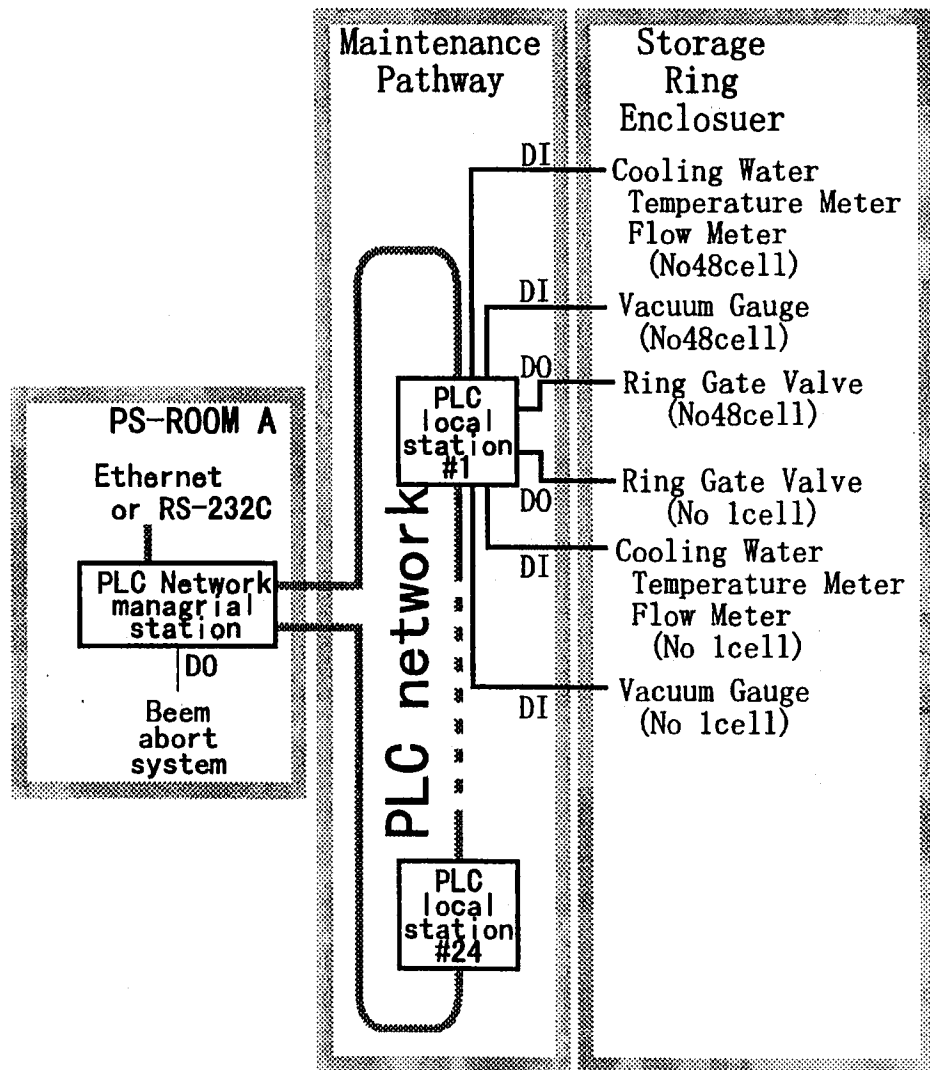 Maintenance
Pathway
Storage
Ring
Enclosuer
DI
Cooling Water
Temperature Meter
Flow Meter
(No48cell)
DI
Vacuum Gauge
(No48cell)
DO
Ring Gate Valve
(No48cell)
PLC
local
station
#1
Ring Gate Valve
(No 1cell)
DO
Cooling Water
Temperature Meter
Flow Meter
(No 1cell)
DI
Vacuum Gauge
(No 1cell)
DI
PS-ROOM A
Ethernet
or RS-232C
PLC Network
managrial
station
DO
Beem
abort
system
PLC network
PLC
local
station
#24